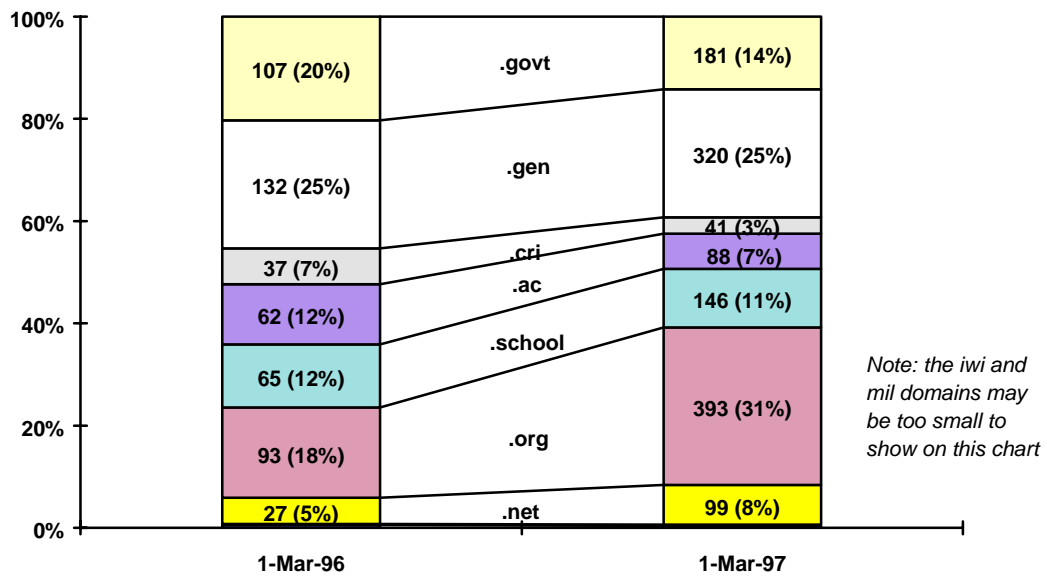 100%
107 (20%)
.govt
181 (14%)
80%
132 (25%)
.gen
320 (25%)
60%
37 (7%)
.cri
41 (3%)
62 (12%)
.ac
88 (7%)
40%
65 (12%)
.school
146 (11%)
Note: the iwi and
mil domains may
be too small to
show on this chart
20%
93 (18%)
.org
393 (31%)
27 (5%)
.net
99 (8%)
0%
1-Mar-96
1-Mar-97